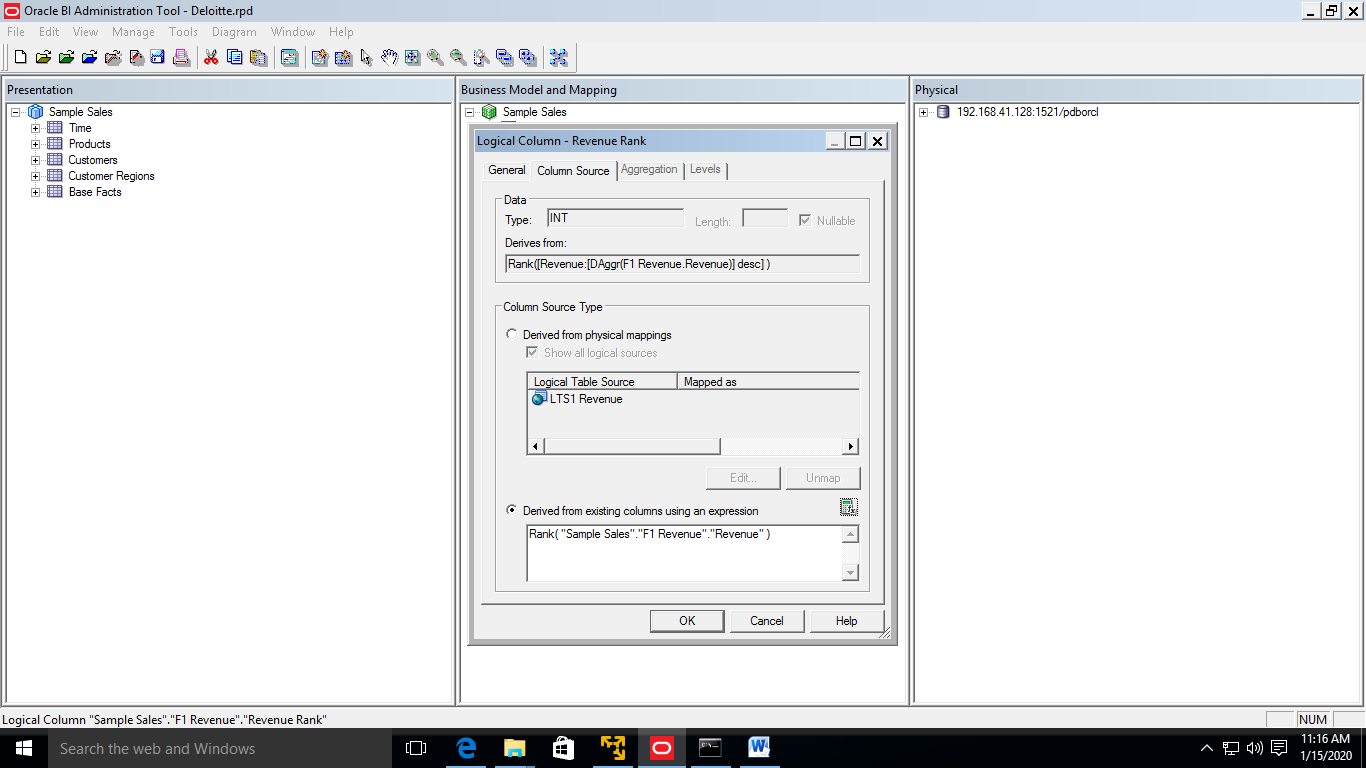 Oracle BI Administration Tool - Deloitte.rpd
File Edit View Manage Tools Diagram Window Help
Presentation
Sample Sales
Time
Products
Customers
Customer Regions
Base Facts
Business Model and Mapping
Sample Sales
Physical
192.168.41.128:1521/pdborcl
Logical Column - Revenue Rank
General Column Source Aggregation Levels
Data
Type: INT Length: Nullable
Derives from:
Rank([Revenue:[DAggr(F1 Revenue.Revenue)] desc] )
Column Source Type
Derived from physical mappings
Show all logical sources
Logical Table Source Mapped as
LTS1 Revenue
Edit... Unmap
Derived from existing columns using an expression
Rank( "Sample Sales"."F1 Revenue"."Revenue" )
OK Cancel Help
Logical Column "Sample Sales"."F1 Revenue"."Revenue Rank"
NUM
Search the web and Windows
11:16 AM
1/15/2020